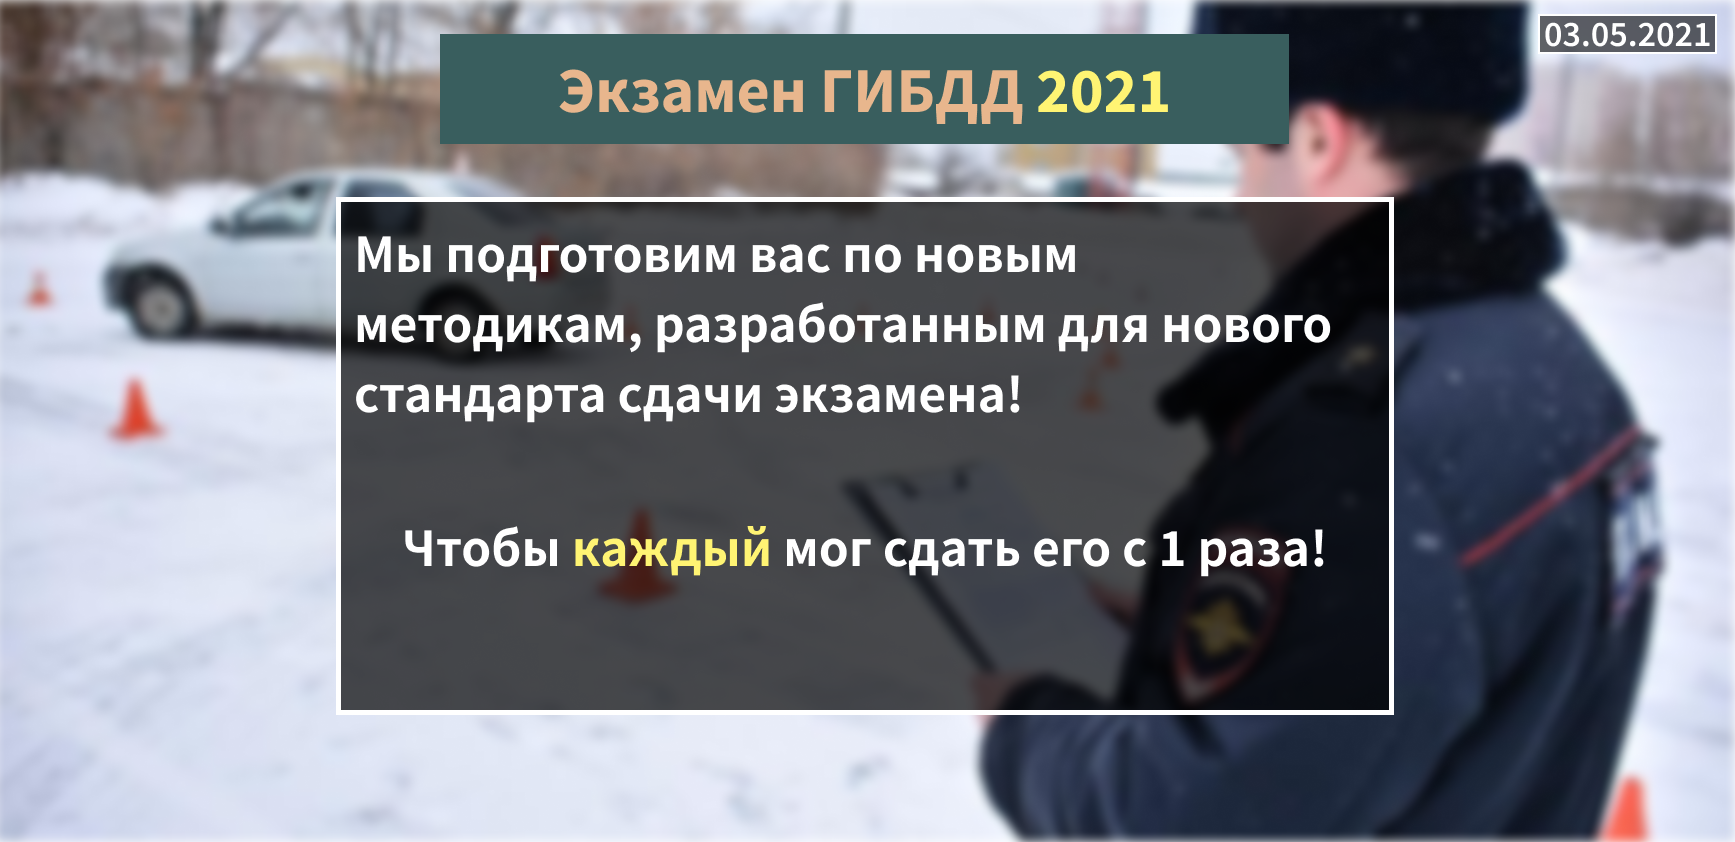 03.05.2021
Экзамен ГИБДД 2021
Мы подготовим вас по новым
методикам, разработанным для нового
стандарта сдачи экзамена!
Чтобы каждый мог сдать его с 1 раза!